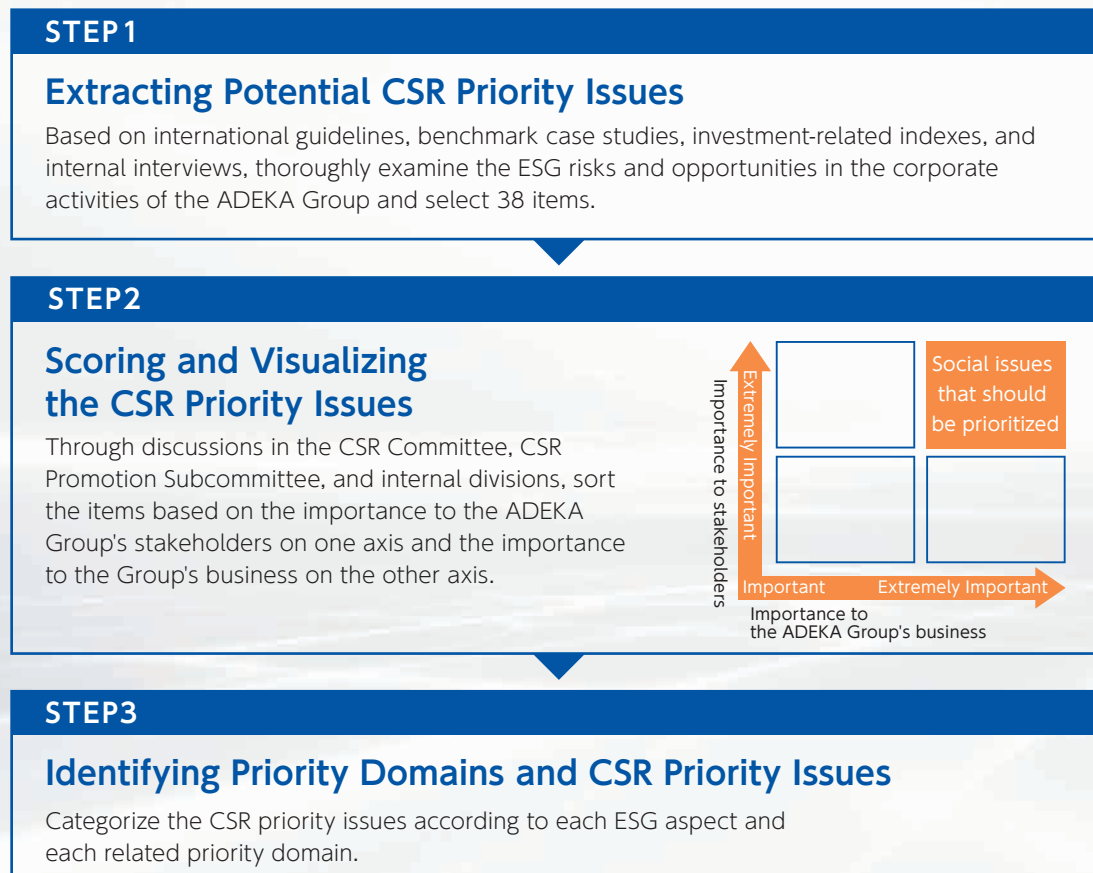 STEP1
Extracting Potential CSR Priority Issues
Based on international guidelines, benchmark case studies, investment-related indexes, and
internal interviews, thoroughly examine the ESG risks and opportunities in the corporate
activities of the ADEKA Group and select 38 items.
STEP2
Scoring and Visualizing
the CSR Priority Issues
Through discussions in the CSR Committee, CSR
Promotion Subcommittee, and internal divisions, sort
the items based on the importance to the ADEKA
Group's stakeholders on one axis and the importance
to the Group's business on the other axis.
Importance to stakeholders
Extremely Important
Social issues
that should
be prioritized
Important
Extremely Important
Importance to
the ADEKA Group's business
STEP3
Identifying Priority Domains and CSR Priority Issues
Categorize the CSR priority issues according to each ESG aspect and
each related priority domain.